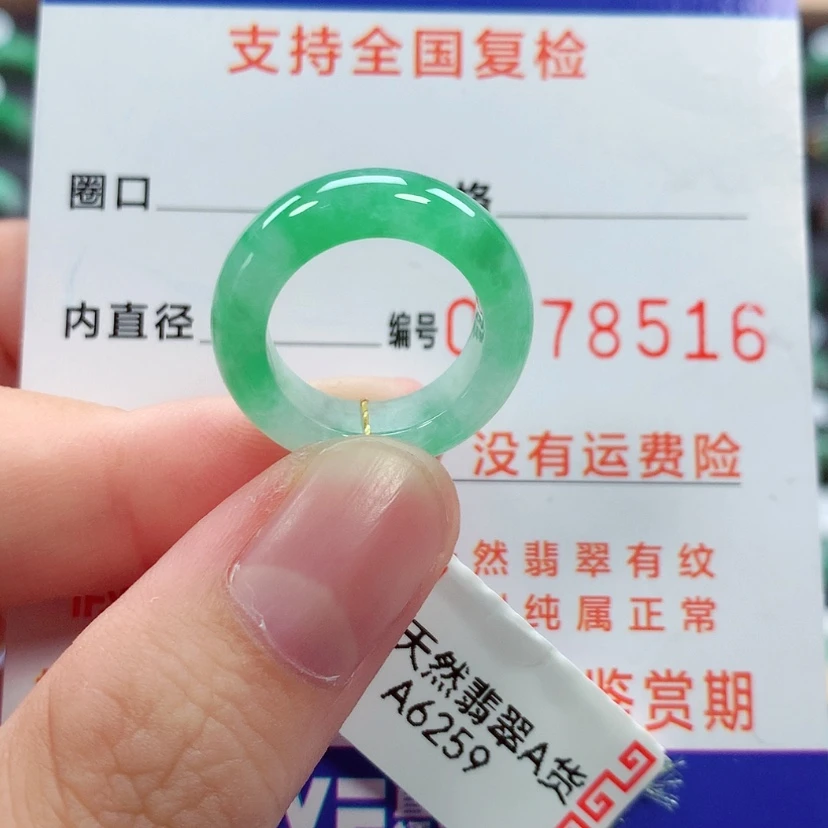 支持全国复检
圈口
内直径
编号 78516
没有运费险
然翡翠有纹
纯属正常
鉴赏期
天然翡翠A货
A6259